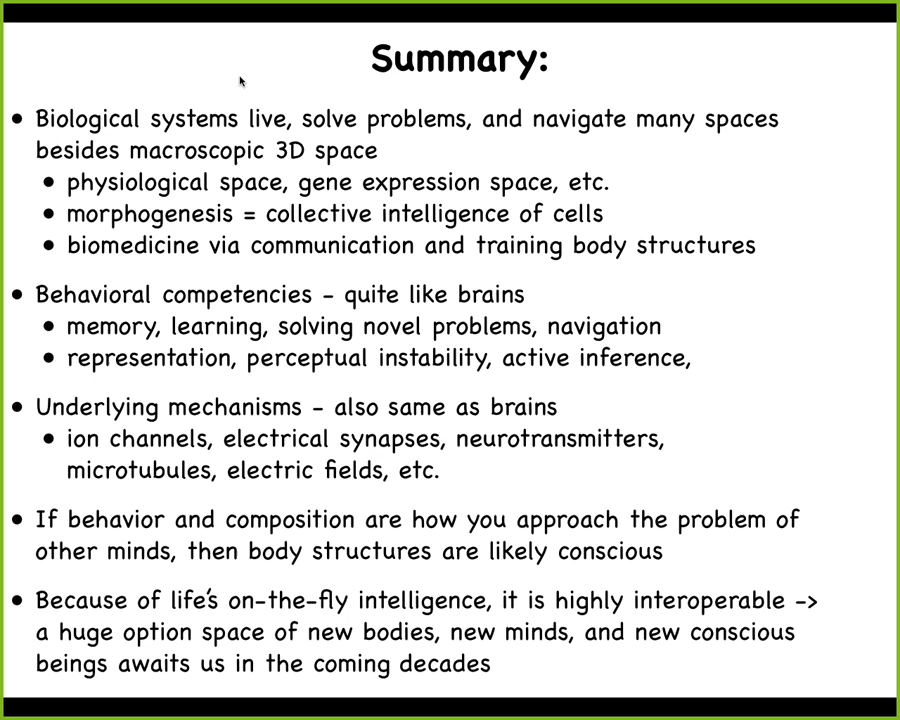 Summary:
• Biological systems live, solve problems, and navigate many spaces
besides macroscopic 3D space
• physiological space, gene expression space, etc.
• morphogenesis = collective intelligence of cells
• biomedicine via communication and training body structures
• Behavioral competencies - quite like brains
• memory, learning, solving novel problems, navigation
• representation, perceptual instability, active inference,
• Underlying mechanisms - also same as brains
• ion channels, electrical synapses, neurotransmitters,
microtubules, electric fields, etc.
• If behavior and composition are how you approach the problem of
other minds, then body structures are likely conscious
• Because of life's on-the-fly intelligence, it is highly interoperable ->
a huge option space of new bodies, new minds, and new conscious
beings awaits us in the coming decades